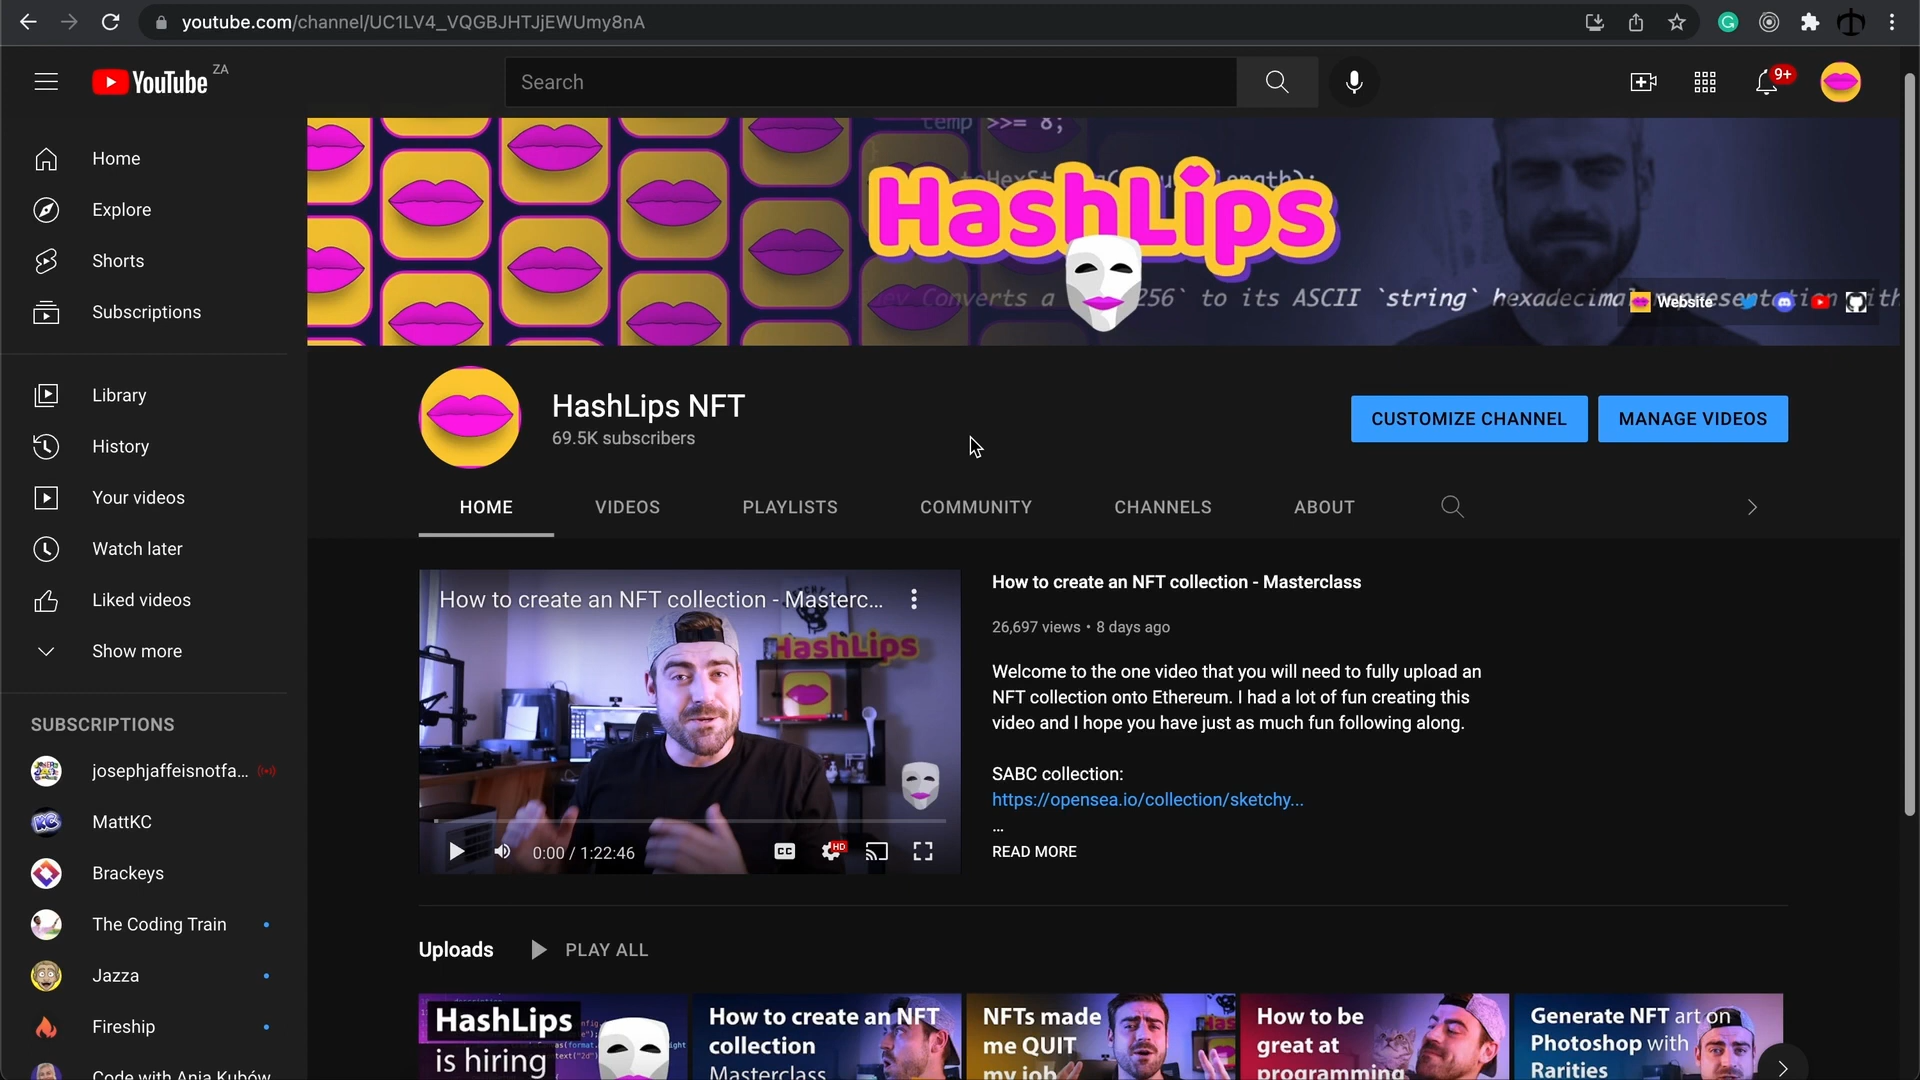 youtube.com/channel/UC1LV4_VQGBJHTJjEWUmy8nA
YouTube ZA
Search
9+
Home
Explore
Shorts
Subscriptions
Library
History
Your videos
Watch later
Liked videos
Show more
SUBSCRIPTIONS
josephjaffeisnotfa...
MattKC
Brackeys
The Coding Train
Jazza
Fireship
Code with Ania Kubów
temp >>= 8;
HashLips
Converts a 256` to its ASCII `string` hexadecimal representation
Website
HashLips NFT
69.5K subscribers
CUSTOMIZE CHANNEL
MANAGE VIDEOS
HOME
VIDEOS
PLAYLISTS
COMMUNITY
CHANNELS
ABOUT
How to create an NFT collection - Masterc...
HashLips
0:00 / 1:22:46
CC
HD
How to create an NFT collection - Masterclass
26,697 views • 8 days ago
Welcome to the one video that you will need to fully upload an
NFT collection onto Ethereum. I had a lot of fun creating this
video and I hope you have just as much fun following along.
SABC collection:
https://opensea.io/collection/sketchy...
...
READ MORE
Uploads
PLAY ALL
HashLips
is hiring
How to create an NFT
collection
Masterclass
NFTs made
me QUIT
my job
How to be
great at
programming
Generate NFT art on
Photoshop with
Rarities